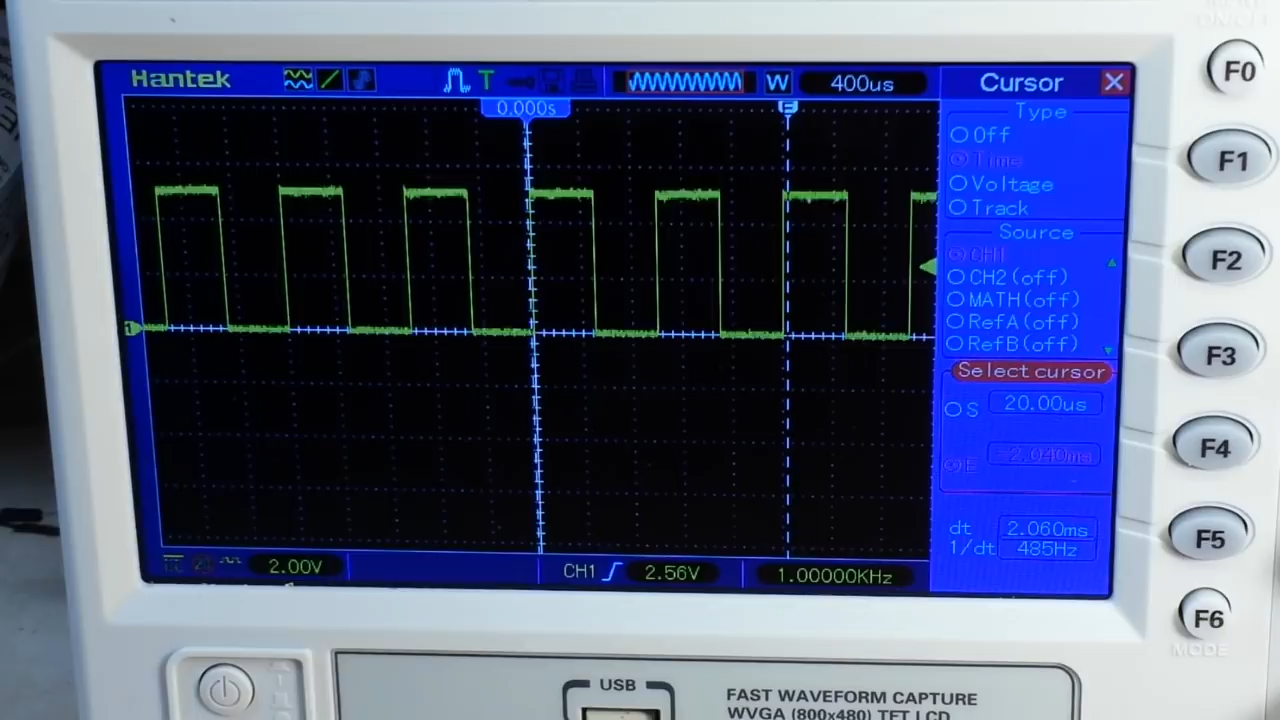 Hantek
T
W
400us
0.000s
E
Cursor
Type
Off
Time
Voltage
Track
Source
CH1
CH2(off)
MATH(off)
RefA(off)
RefB(off)
Select cursor
S
20.00us
E
-2.040ms
dt
2.060ms
1/dt
485Hz
1
2.00V
CH1
2.56V
1.00000KHz
F0
F1
F2
F3
F4
F5
F6
MODE
USB
FAST WAVEFORM CAPTURE
WVGA (800x480) TFT LCD